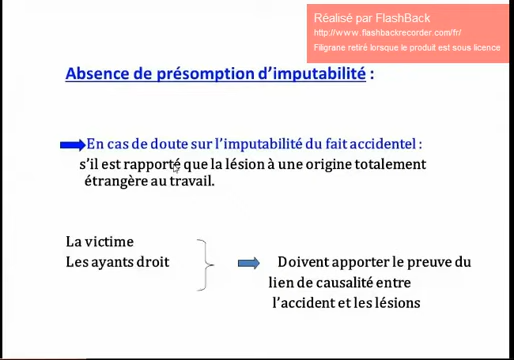 Réalisé par FlashBack
http://www.flashbackrecorder.com/fr/
Filigrane retiré lorsque le produit est sous licence
Absence de présomption d’imputabilité :
En cas de doute sur l’imputabilité du fait accidentel :
s’il est rapporté que la lésion à une origine totalement
étrangère au travail.
La victime
Les ayants droit
Doivent apporter le preuve du
lien de causalité entre
l’accident et les lésions